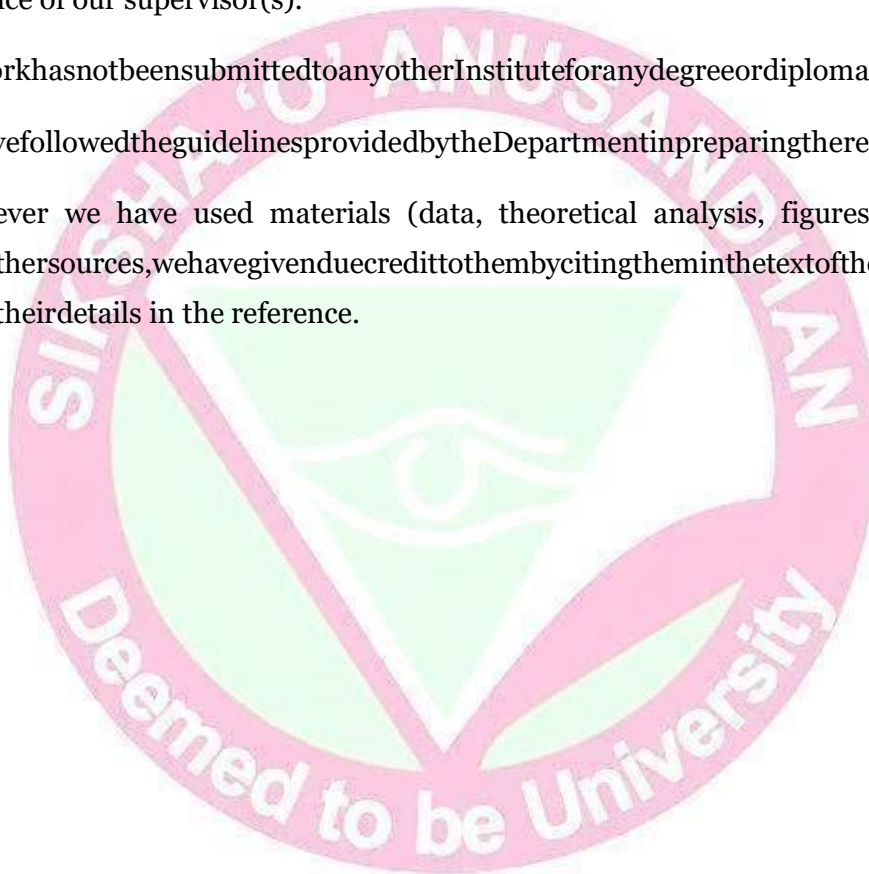 ce of our supervisor(s).
orkhasnotbeensubmittedtoanyotherInstituteforanydegreeordiploma
vefollowedtheguidelinesprovidedbytheDepartmentinpreparingthere
ever we have used materials (data, theoretical analysis, figures
thersources,wehavegivenduecredittothembycitingtheminthetextofthe
theirdetails in the reference.
SIKSHA 'O' ANUSANDHAN
Deemed to be University